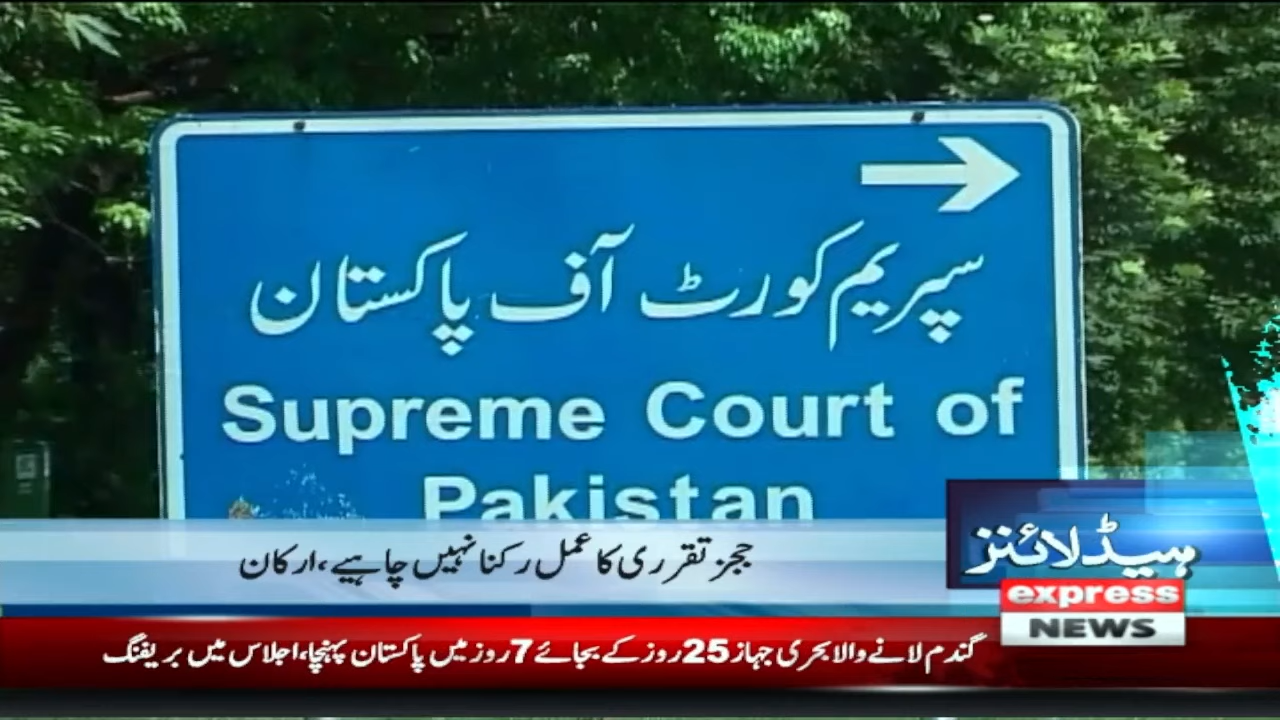 سپریم کورٹ آف پاکستان
Supreme Court of
Pakistan
ہیڈلائنز
ججز تقرری کا عمل رکنا نہیں چاہیے، ارکان
express
NEWS
گندم لانے والا بحری جہاز 25 روز کے بجائے 7 روز میں پاکستان پہنچا، اجلاس میں بریفنگ